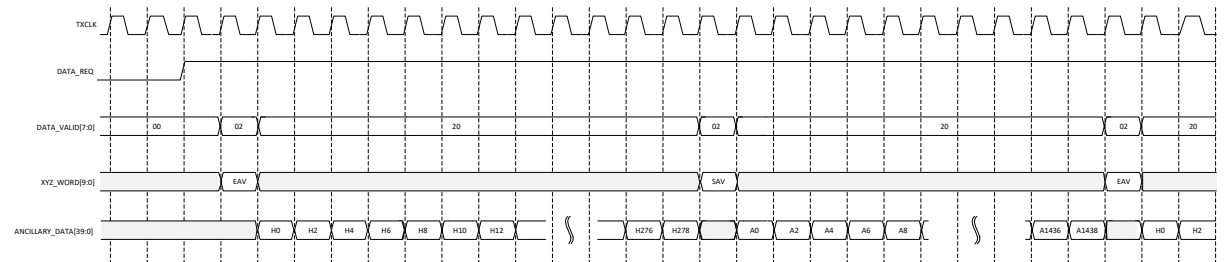 TXCLK
DATA_REQ
DATA_VALID[7:0] 00 02 20 02 20 02 20
XYZ_WORD[9:0] EAV SAV EAV
ANCILLARY_DATA[39:0] H0 H2 H4 H6 H8 H10 H12 H276 H278 A0 A2 A4 A6 A8 A1436 A1438 H0 H2